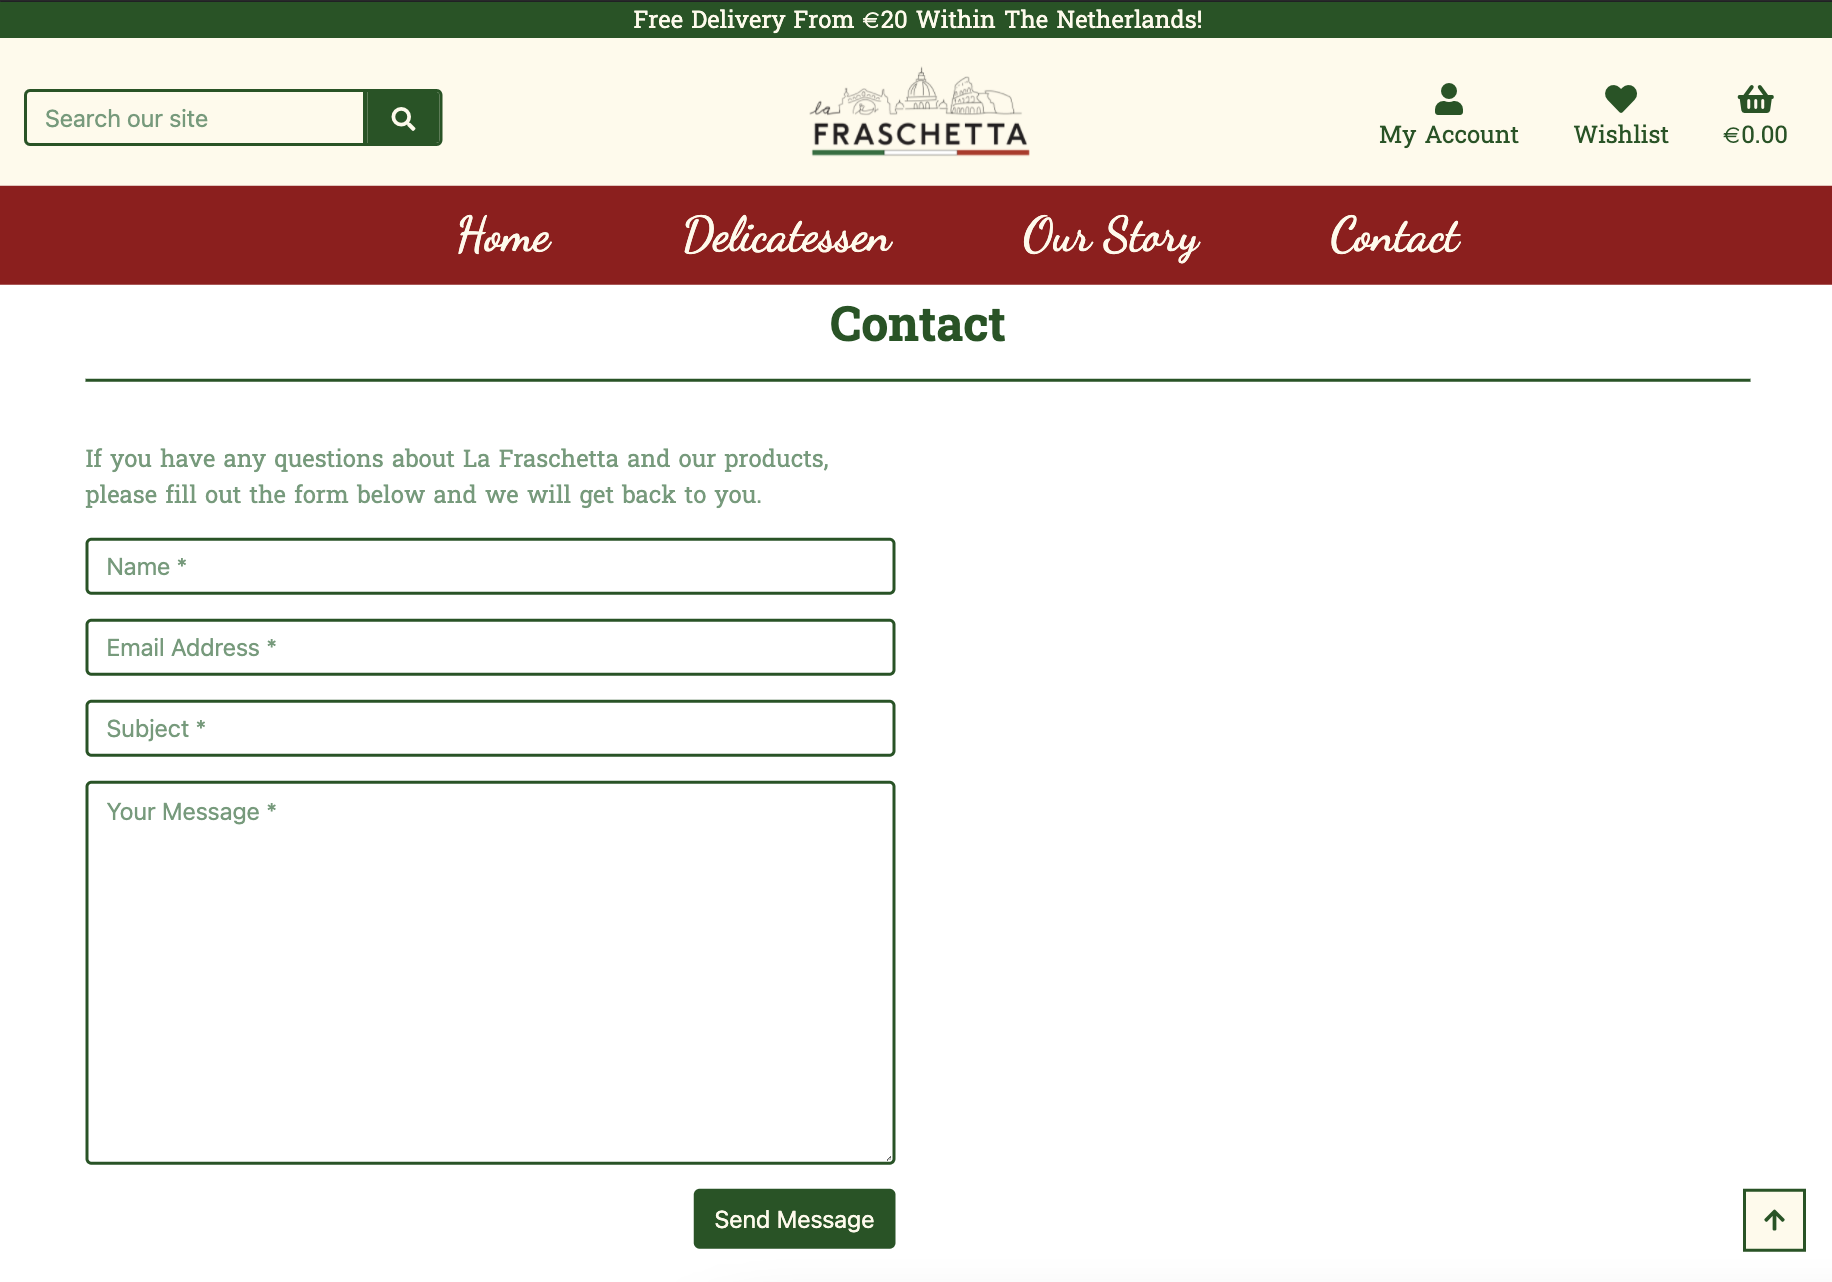 Free Delivery From €20 Within The Netherlands!
Search our site
la
FRASCHETTA
My Account
Wishlist
€0.00
Home
Delicatessen
Our Story
Contact
Contact
If you have any questions about La Fraschetta and our products,
please fill out the form below and we will get back to you.
Name *
Email Address *
Subject *
Your Message *
Send Message